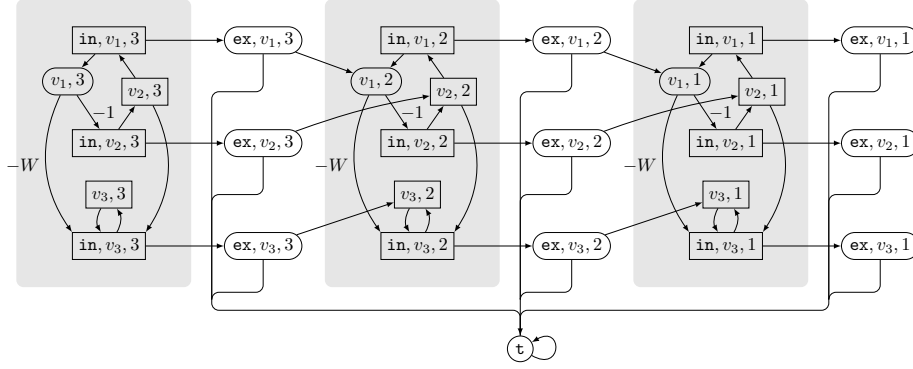 in, v₁, 3 ex, v₁, 3 in, v₁, 2 ex, v₁, 2 in, v₁, 1 ex, v₁, 1
v₁, 3 v₂, 3 v₁, 2 v₂, 2 v₁, 1 v₂, 1
−1 −1 −1
in, v₂, 3 ex, v₂, 3 in, v₂, 2 ex, v₂, 2 in, v₂, 1 ex, v₂, 1
−W −W −W
v₃, 3 v₃, 2 v₃, 1
in, v₃, 3 ex, v₃, 3 in, v₃, 2 ex, v₃, 2 in, v₃, 1 ex, v₃, 1
t